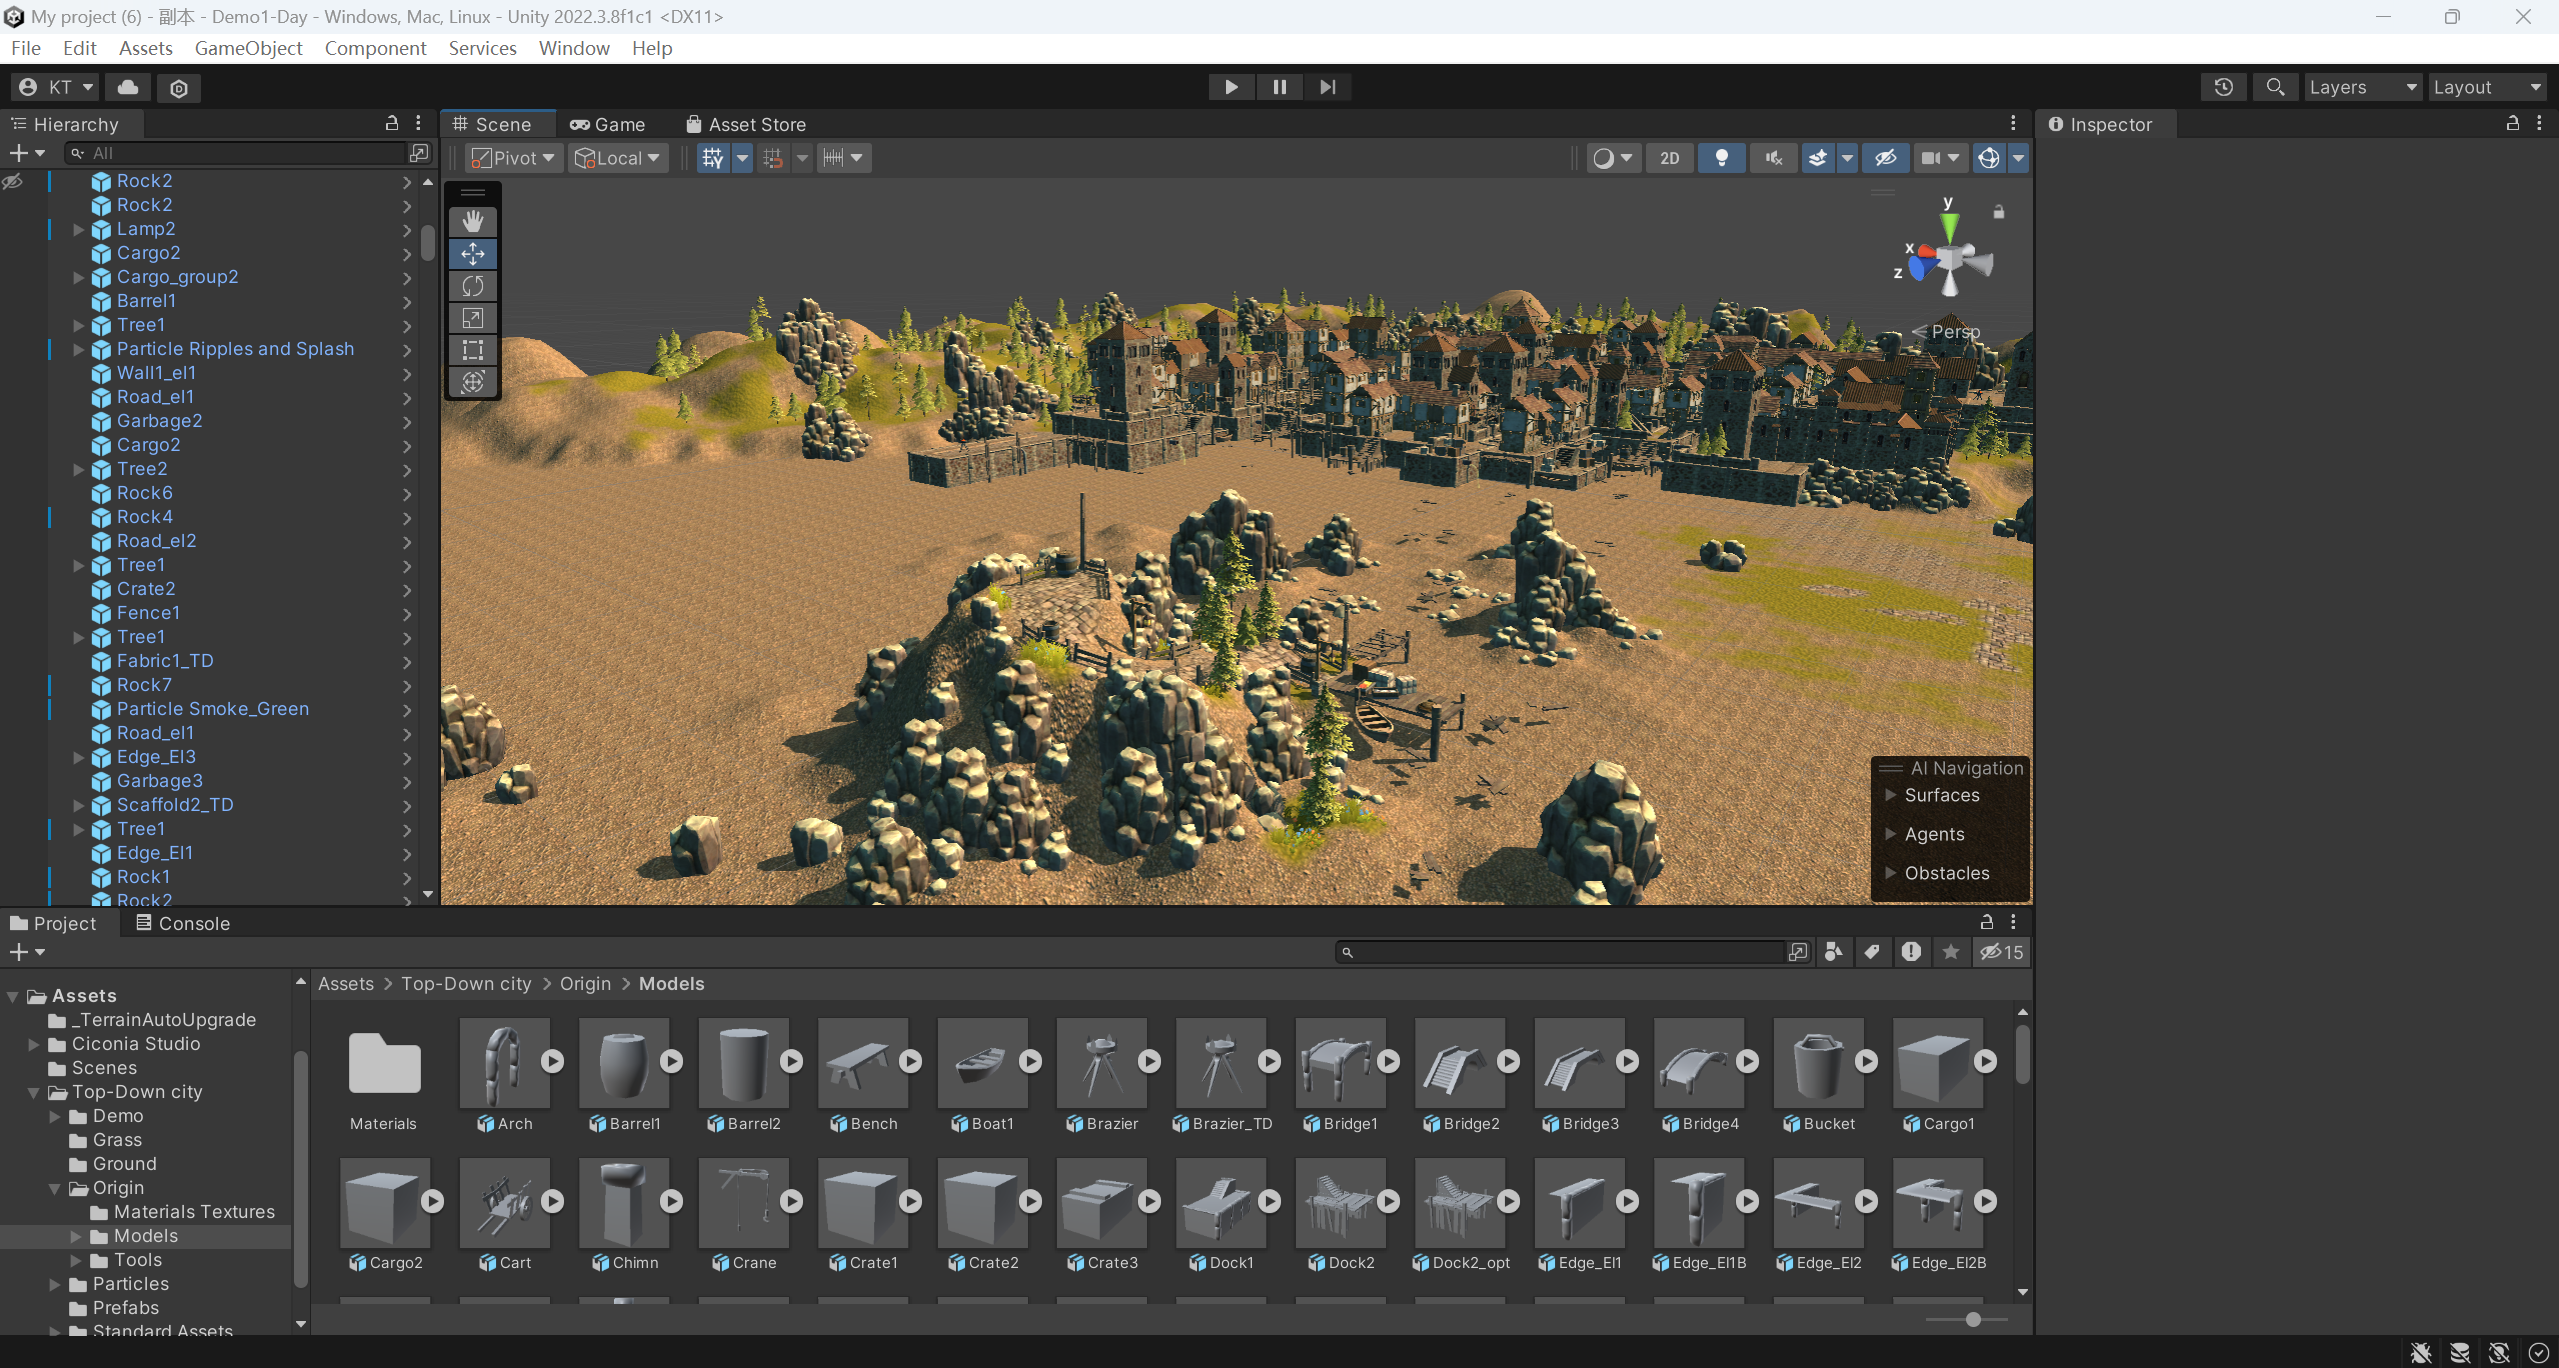 My project (6) - 副本 - Demo1-Day - Windows, Mac, Linux - Unity 2022.3.8f1c1 <DX11>
File Edit Assets GameObject Component Services Window Help
KT
Layers
Layout
Hierarchy
All
Rock2
Rock2
Lamp2
Cargo2
Cargo_group2
Barrel1
Tree1
Particle Ripples and Splash
Wall1_el1
Road_el1
Garbage2
Cargo2
Tree2
Rock6
Rock4
Road_el2
Tree1
Crate2
Fence1
Tree1
Fabric1_TD
Rock7
Particle Smoke_Green
Road_el1
Edge_El3
Garbage3
Scaffold2_TD
Tree1
Edge_El1
Rock1
Rock2
Scene Game Asset Store
Pivot Local
2D
y
x
z
Persp
AI Navigation
Surfaces
Agents
Obstacles
Inspector
Project Console
15
Assets
_TerrainAutoUpgrade
Ciconia Studio
Scenes
Top-Down city
Demo
Grass
Ground
Origin
Materials Textures
Models
Tools
Particles
Prefabs
Standard Assets
Assets > Top-Down city > Origin > Models
Materials Arch Barrel1 Barrel2 Bench Boat1 Brazier Brazier_TD Bridge1 Bridge2 Bridge3 Bridge4 Bucket Cargo1
Cargo2 Cart Chimn Crane Crate1 Crate2 Crate3 Dock1 Dock2 Dock2_opt Edge_El1 Edge_El1B Edge_El2 Edge_El2B